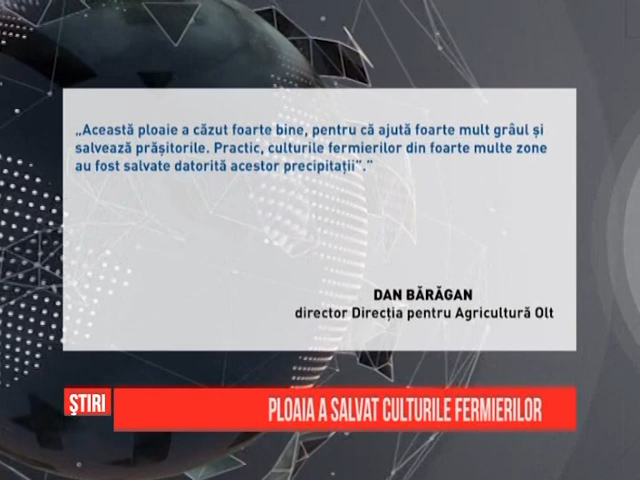 „Această ploaie a căzut foarte bine, pentru că ajută foarte mult grâul și
salvează prășitorile. Practic, culturile fermierilor din foarte multe zone
au fost salvate datorită acestor precipitații”.”
DAN BĂRĂGAN
director Direcția pentru Agricultură Olt
ȘTIRI PLOAIA A SALVAT CULTURILE FERMIERILOR